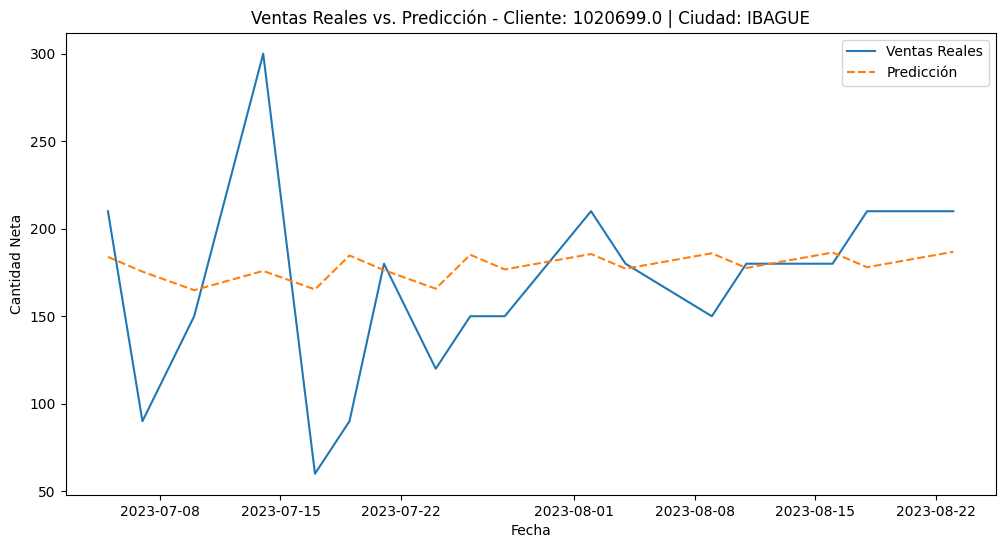 Ventas Reales vs. Predicción - Cliente: 1020699.0 | Ciudad: IBAGUE
Ventas Reales
Predicción
300
250
200
150
100
50
Cantidad Neta
2023-07-08
2023-07-15
2023-07-22
2023-08-01
2023-08-08
2023-08-15
2023-08-22
Fecha